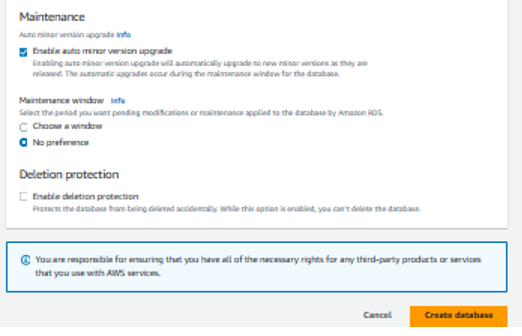 Maintenance
Auto minor version upgrade Info
Enable auto minor version upgrade
Enabling auto minor version upgrade will automatically upgrade to new minor versions as they are
released. The automatic upgrades occur during the maintenance window for the database.
Maintenance window Info
Select the period you want pending modifications or maintenance applied to the database by Amazon RDS.
Choose a window
No preference
Deletion protection
Enable deletion protection
Protects the database from being deleted accidentally. While this option is enabled, you can't delete the database.
You are responsible for ensuring that you have all of the necessary rights for any third-party products or services
that you use with AWS services.
Cancel
Create database